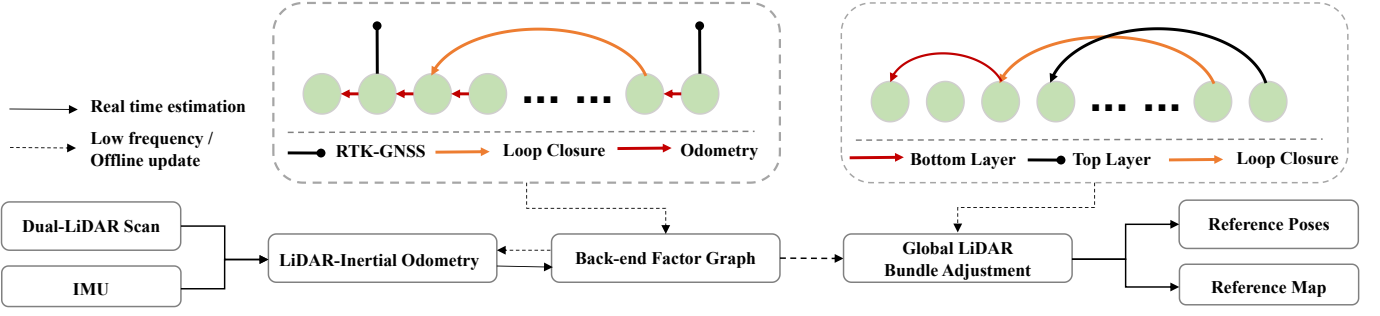 Real time estimation
Low frequency /
Offline update
... ...
RTK-GNSS
Loop Closure
Odometry
... ...
Bottom Layer
Top Layer
Loop Closure
Dual-LiDAR Scan
IMU
LiDAR-Inertial Odometry
Back-end Factor Graph
Global LiDAR
Bundle Adjustment
Reference Poses
Reference Map